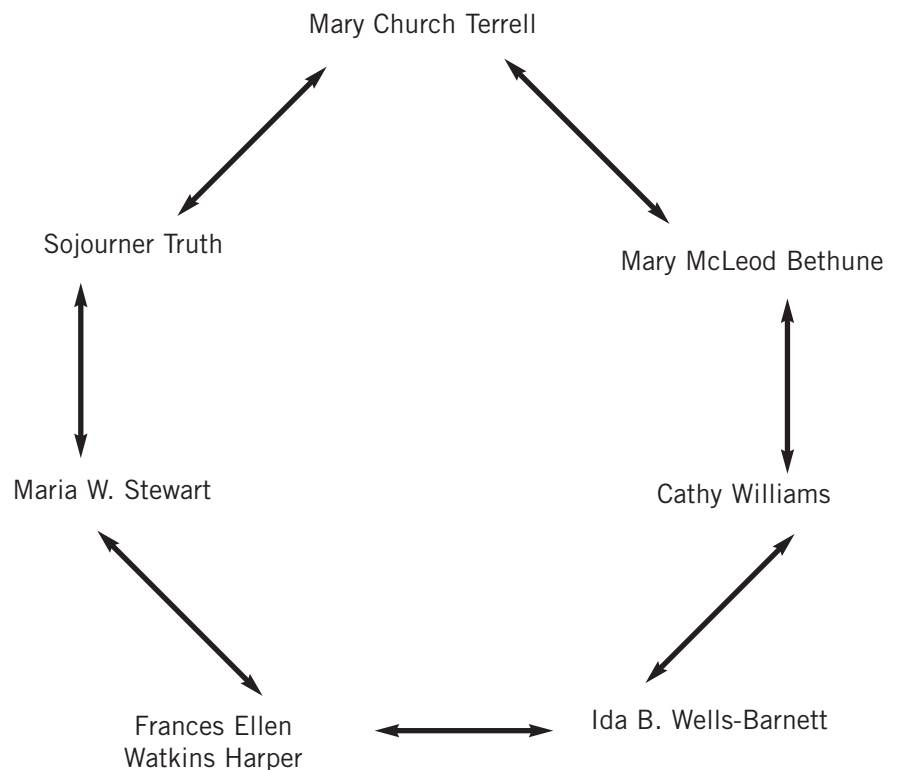 Mary Church Terrell
Sojourner Truth
Mary McLeod Bethune
Maria W. Stewart
Cathy Williams
Frances Ellen
Watkins Harper
Ida B. Wells-Barnett